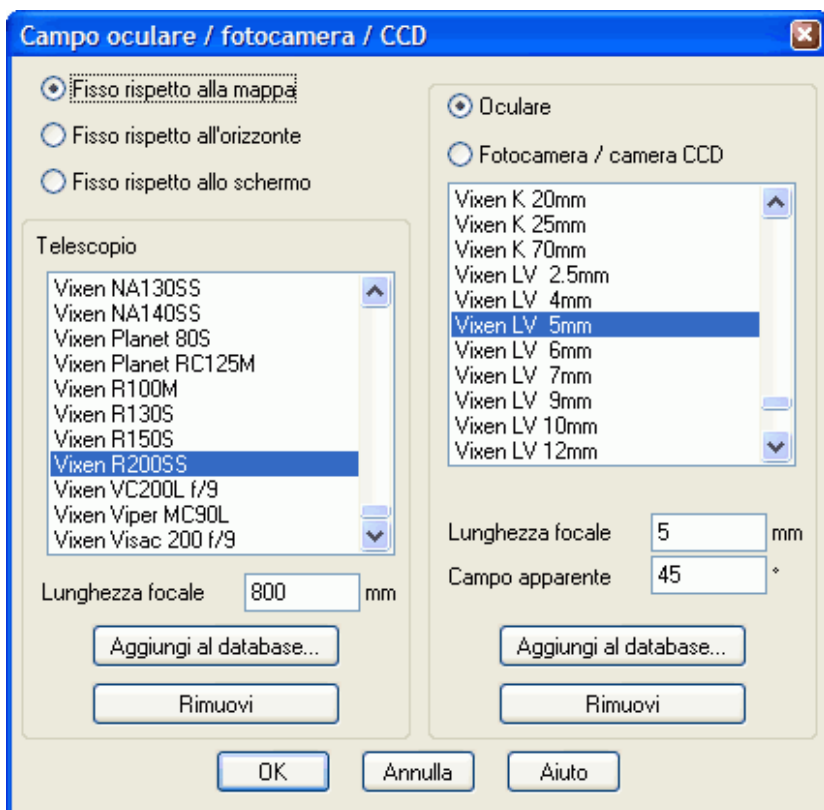 Campo oculare / fotocamera / CCD
Fisso rispetto alla mappa
Fisso rispetto all'orizzonte
Fisso rispetto allo schermo
Telescopio
Vixen NA130SS
Vixen NA140SS
Vixen Planet 80S
Vixen Planet RC125M
Vixen R100M
Vixen R130S
Vixen R150S
Vixen R200SS
Vixen VC200L f/9
Vixen Viper MC90L
Vixen Visac 200 f/9
Lunghezza focale 800 mm
Aggiungi al database...
Rimuovi
Oculare
Fotocamera / camera CCD
Vixen K 20mm
Vixen K 25mm
Vixen K 70mm
Vixen LV  2.5mm
Vixen LV  4mm
Vixen LV  5mm
Vixen LV  6mm
Vixen LV  7mm
Vixen LV  9mm
Vixen LV 10mm
Vixen LV 12mm
Lunghezza focale 5 mm
Campo apparente 45 °
Aggiungi al database...
Rimuovi
OK Annulla Aiuto